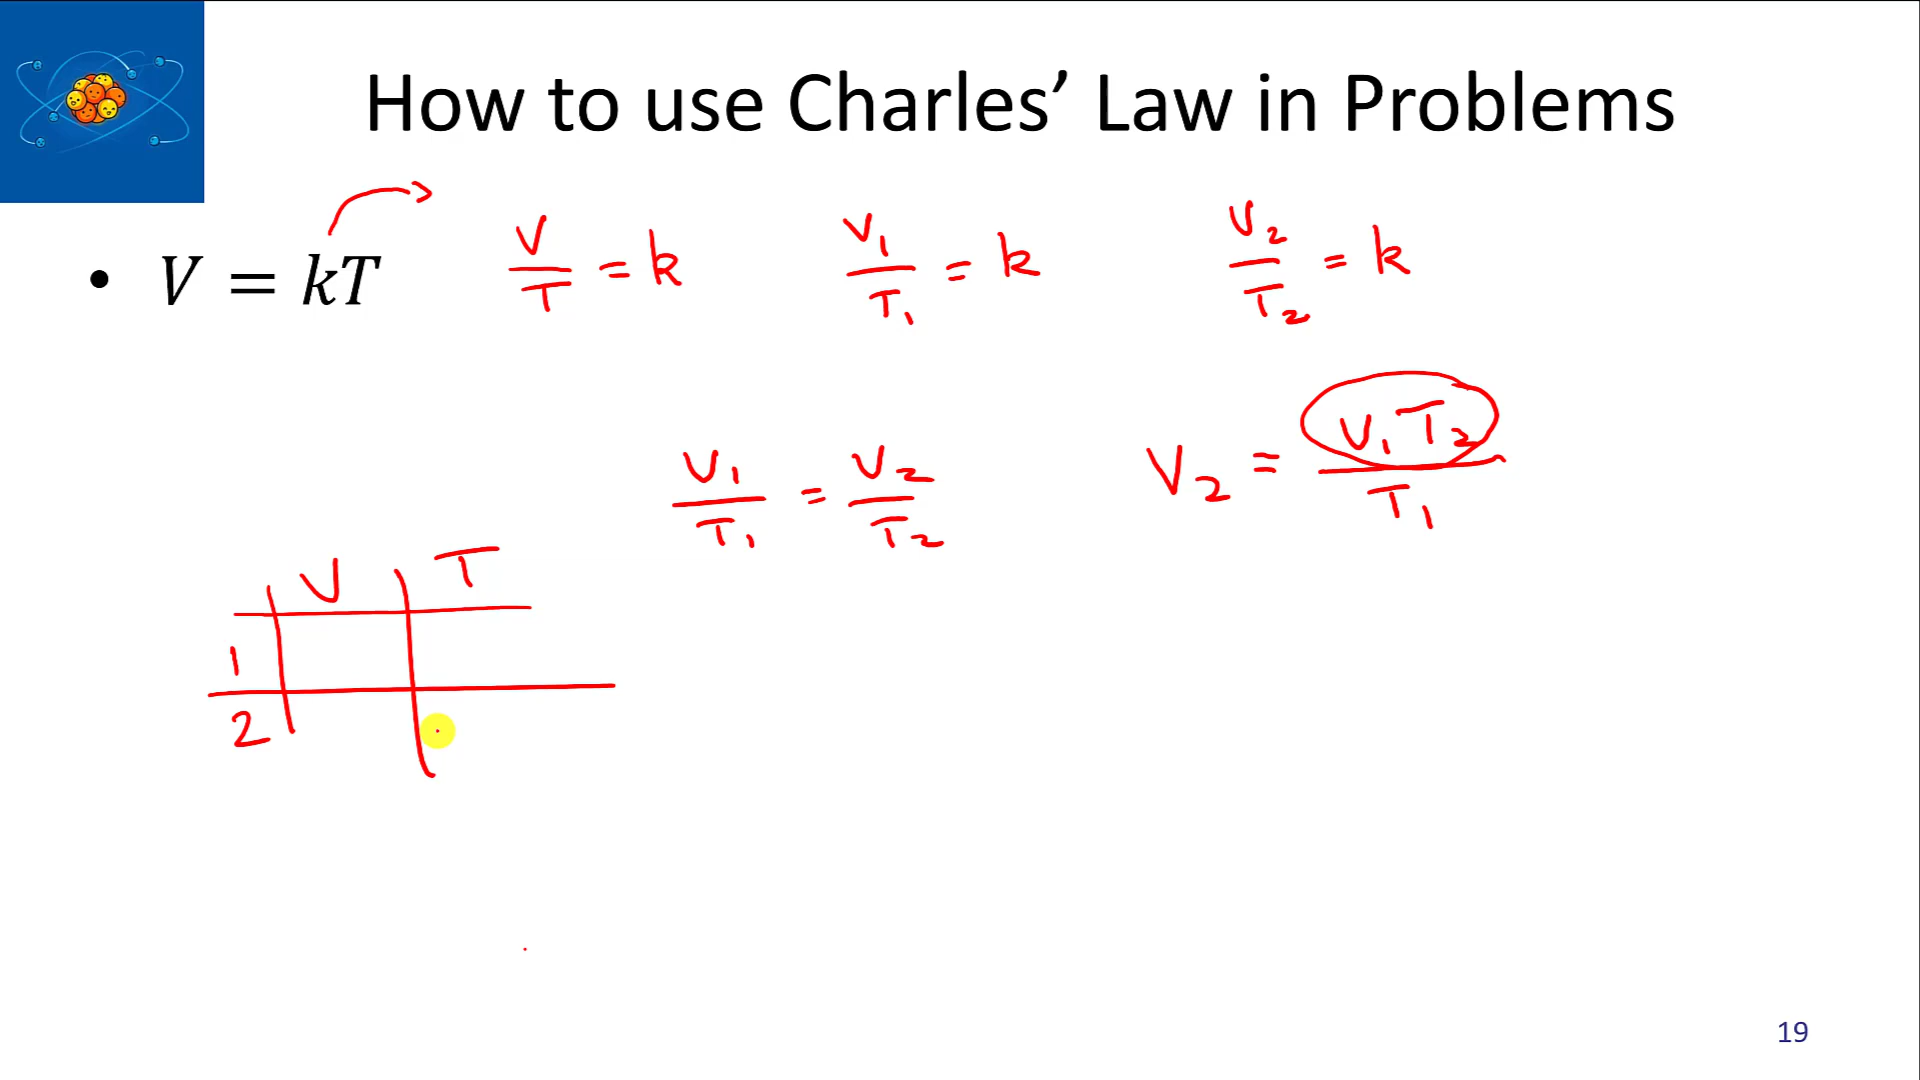 How to use Charles’ Law in Problems
• V = kT
V/T = k
V₁/T₁ = k
V₂/T₂ = k
V₁/T₁ = V₂/T₂
V₂ = V₁T₂/T₁
V T
1
2
19